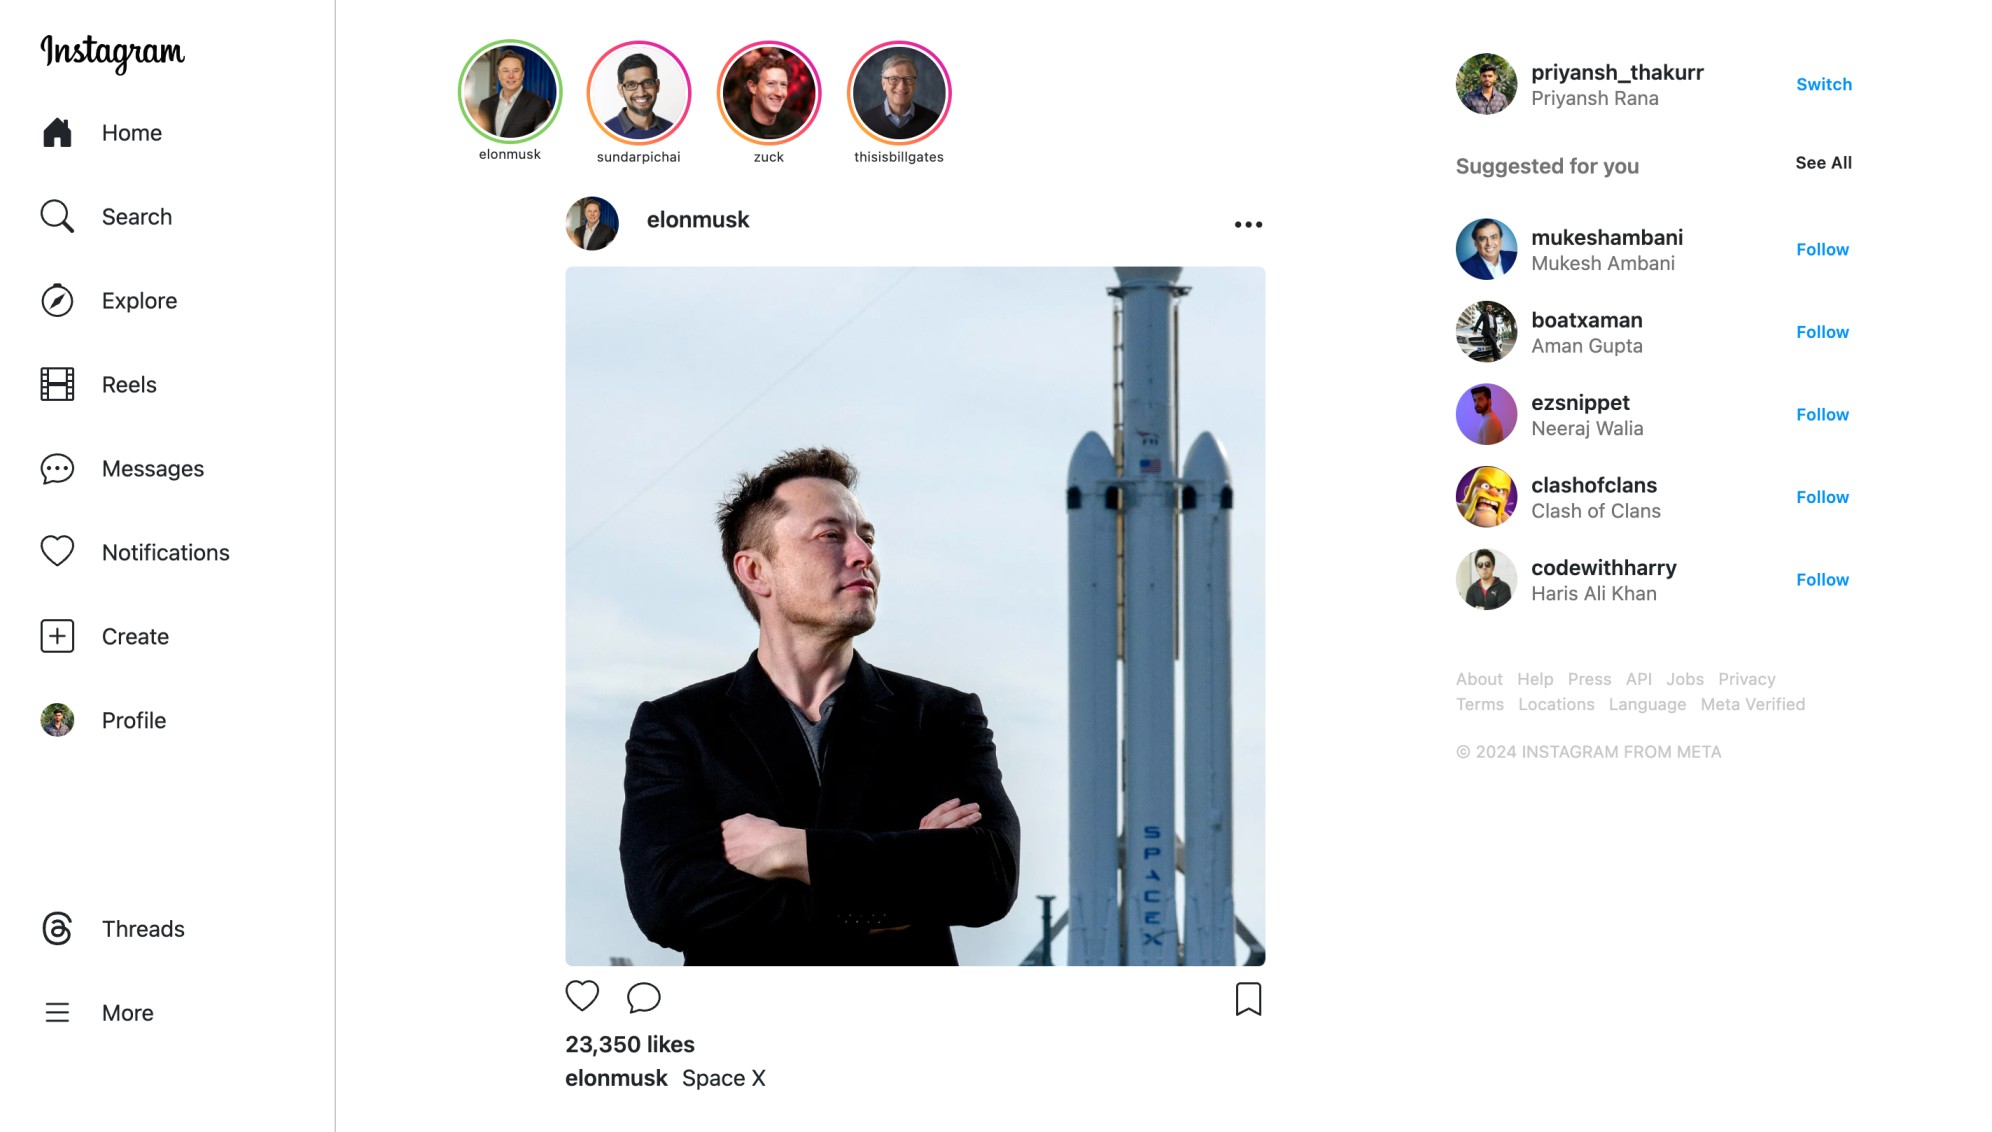 Instagram
Home
Search
Explore
Reels
Messages
Notifications
Create
Profile
Threads
More
elonmusk
sundarpichai
zuck
thisisbillgates
elonmusk
SPACEX
23,350 likes
elonmusk Space X
priyansh_thakurr
Priyansh Rana
Switch
Suggested for you
See All
mukeshambani
Mukesh Ambani
Follow
boatxaman
Aman Gupta
Follow
ezsnippet
Neeraj Walia
Follow
clashofclans
Clash of Clans
Follow
codewithharry
Haris Ali Khan
Follow
About Help Press API Jobs Privacy
Terms Locations Language Meta Verified
© 2024 INSTAGRAM FROM META